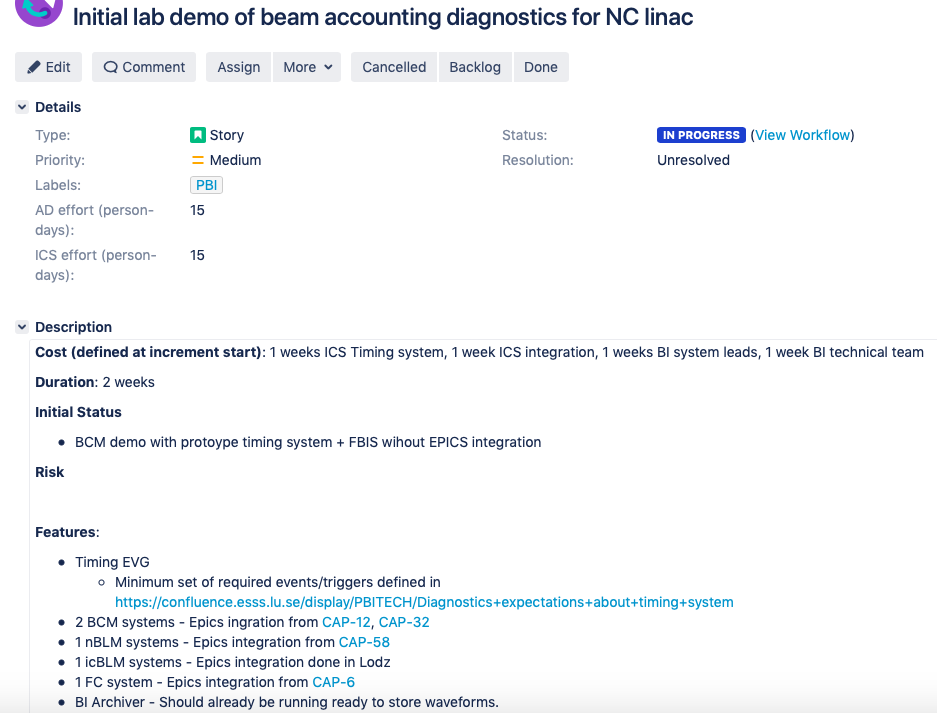 Initial lab demo of beam accounting diagnostics for NC linac
Edit Comment Assign More Cancelled Backlog Done
Details
Type: Story Status: IN PROGRESS (View Workflow)
Priority: Medium Resolution: Unresolved
Labels: PBI
AD effort (person-
days): 15
ICS effort (person-
days): 15
Description
Cost (defined at increment start): 1 weeks ICS Timing system, 1 week ICS integration, 1 weeks BI system leads, 1 week BI technical team
Duration: 2 weeks
Initial Status
BCM demo with protoype timing system + FBIS wihout EPICS integration
Risk
Features:
Timing EVG
Minimum set of required events/triggers defined in
https://confluence.esss.lu.se/display/PBITECH/Diagnostics+expectations+about+timing+system
2 BCM systems - Epics ingration from CAP-12, CAP-32
1 nBLM systems - Epics integration from CAP-58
1 icBLM systems - Epics integration done in Lodz
1 FC system - Epics integration from CAP-6
BI Archiver - Should already be running ready to store waveforms.